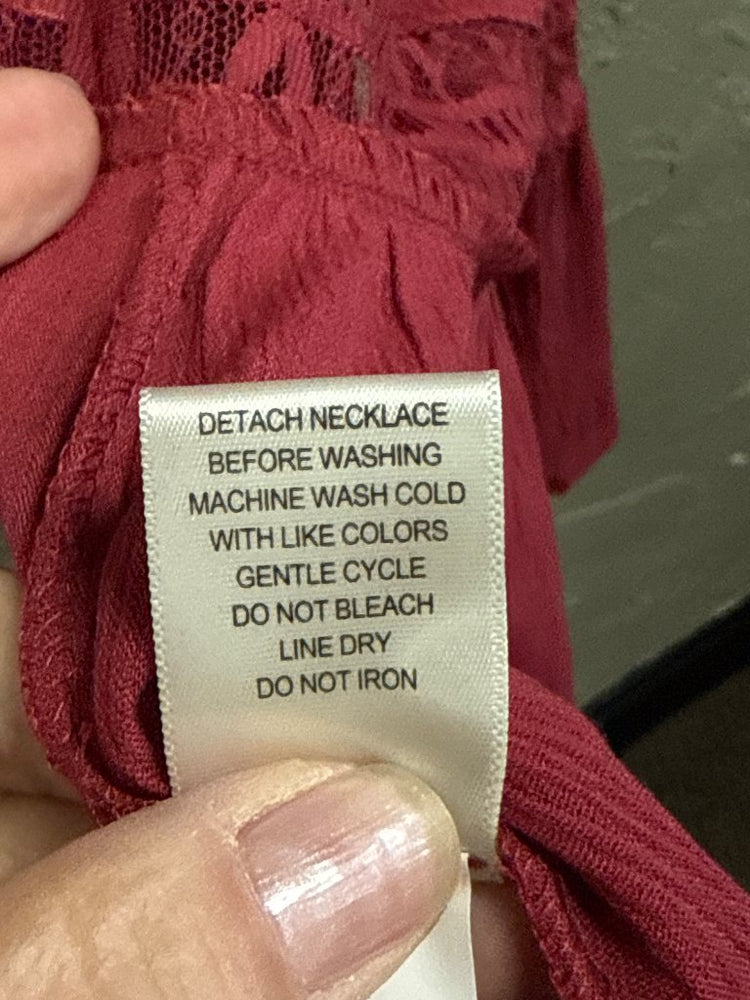 DETACH NECKLACE
BEFORE WASHING
MACHINE WASH COLD
WITH LIKE COLORS
GENTLE CYCLE
DO NOT BLEACH
LINE DRY
DO NOT IRON